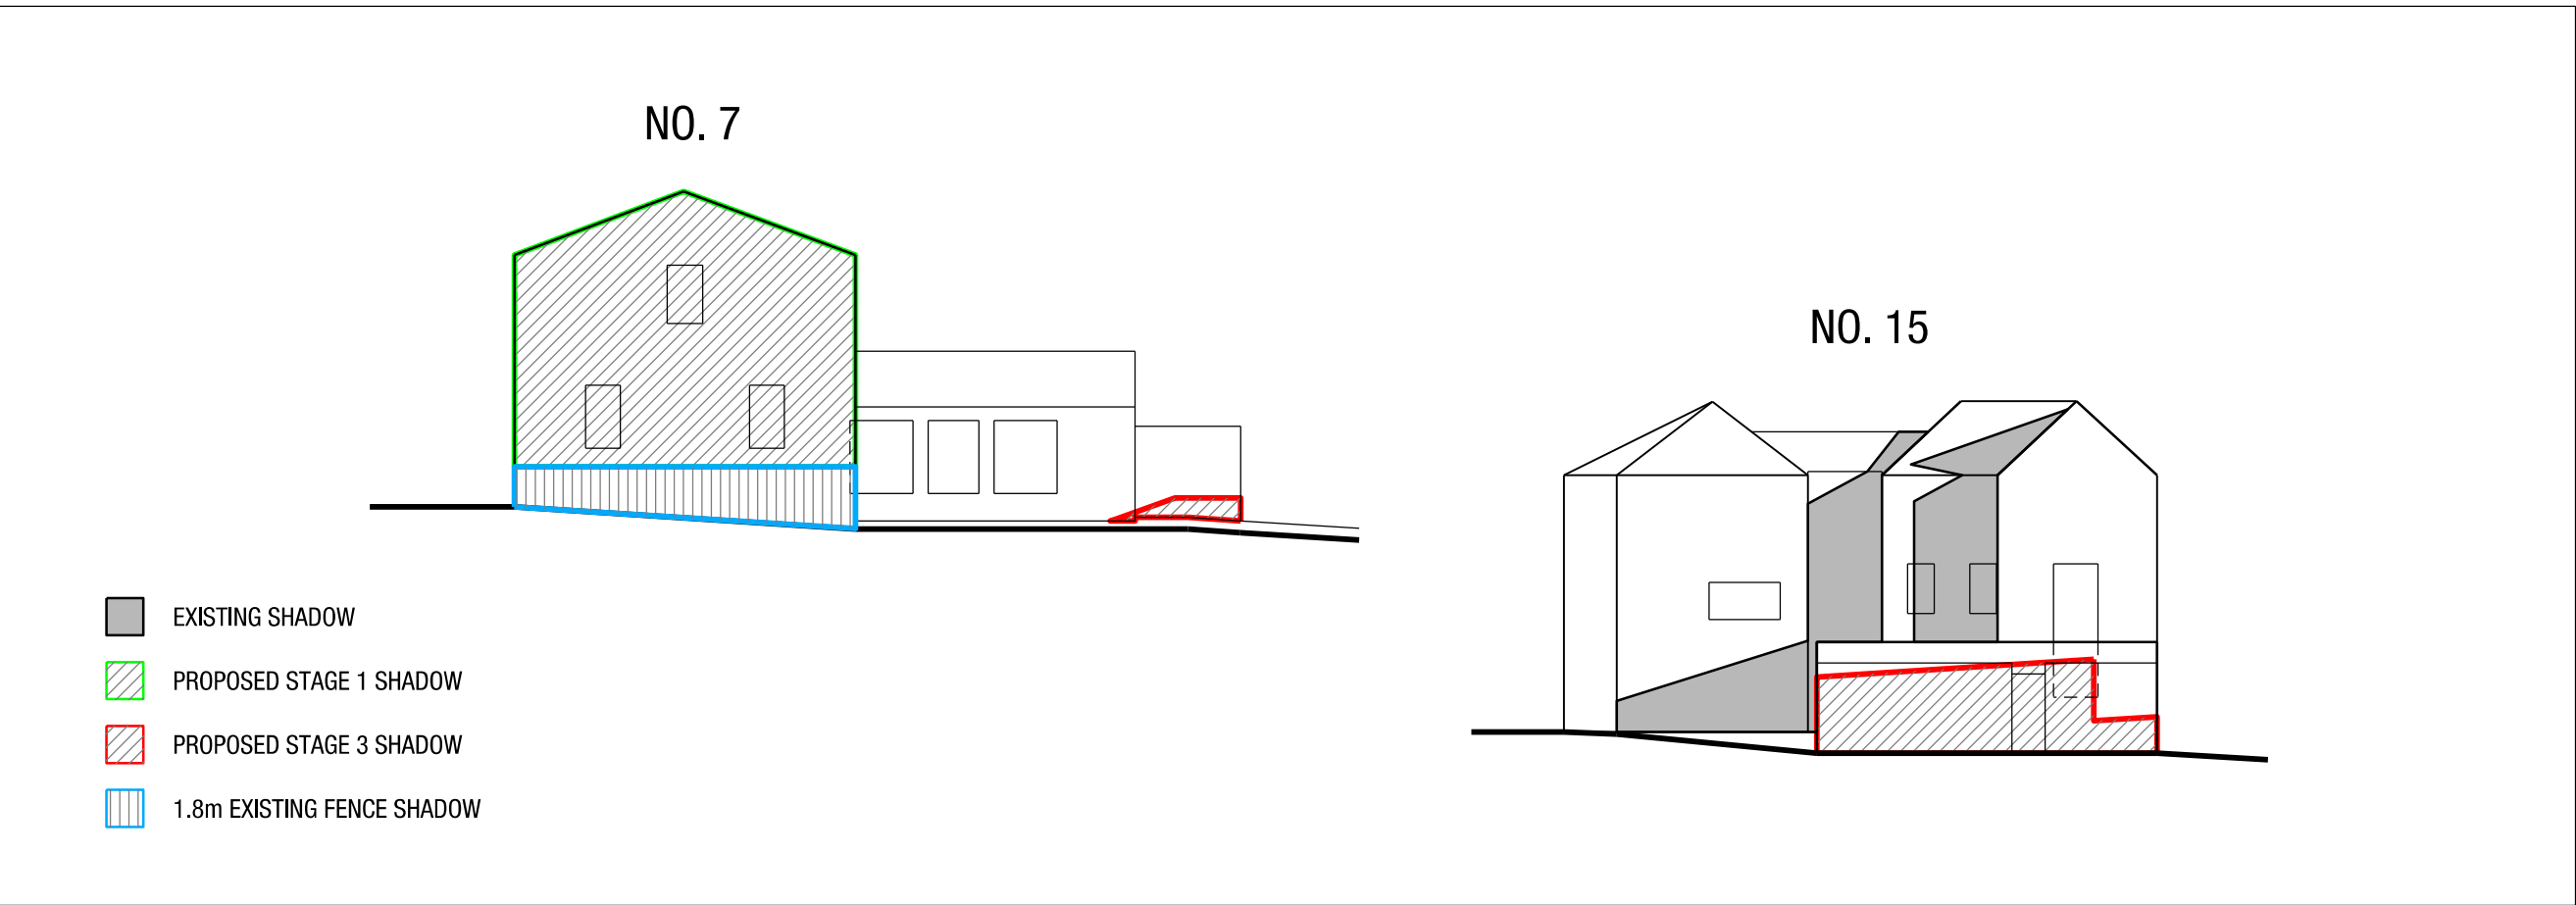 NO. 7
NO. 15
EXISTING SHADOW
PROPOSED STAGE 1 SHADOW
PROPOSED STAGE 3 SHADOW
1.8m EXISTING FENCE SHADOW